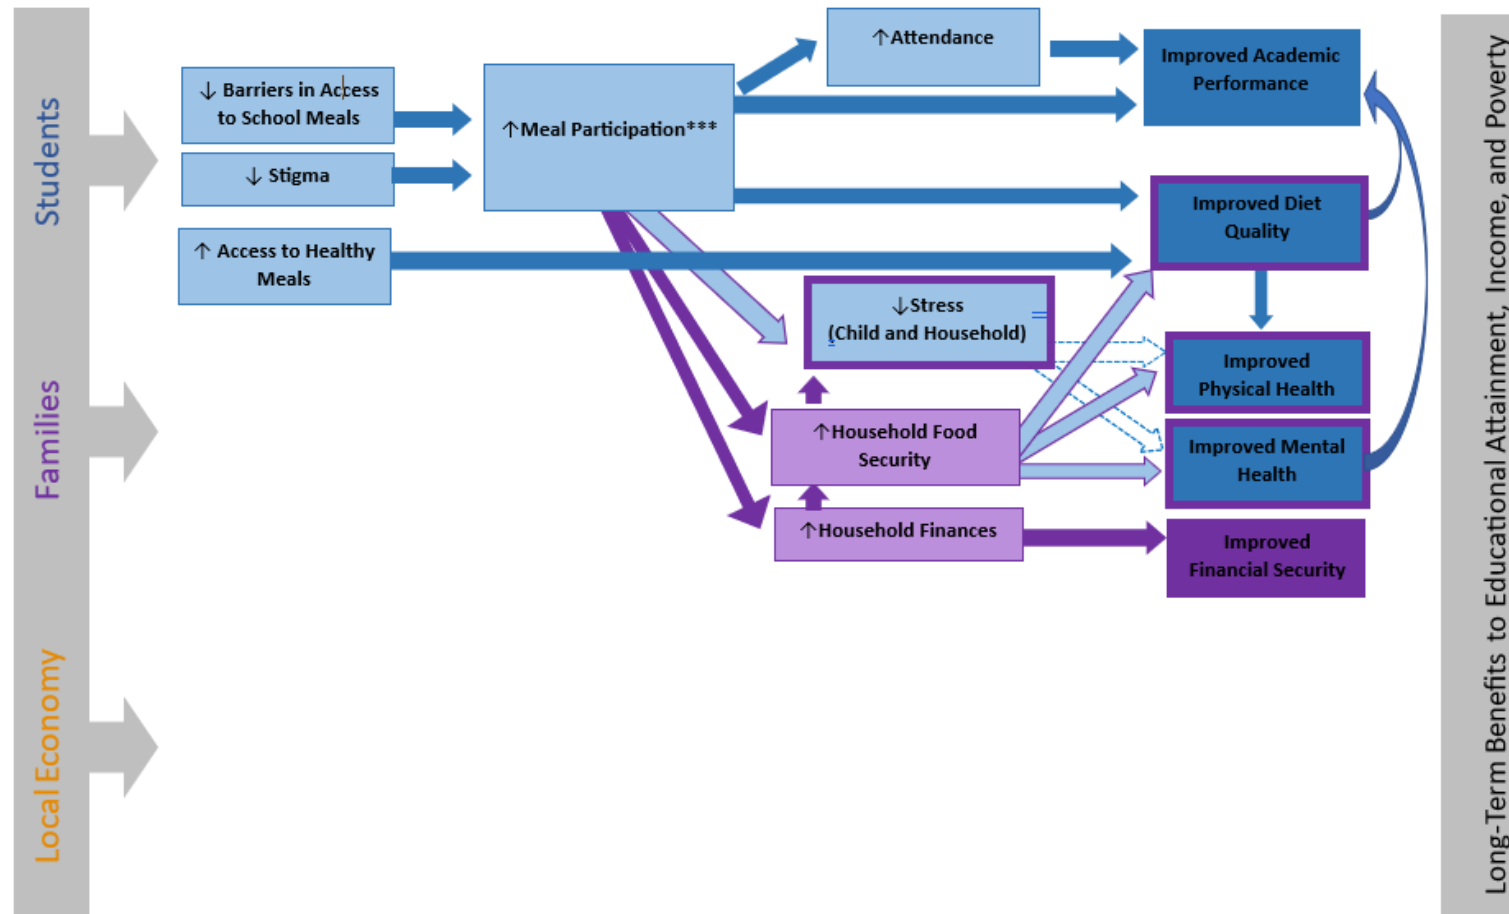 Students
Families
Local Economy
↓ Barriers in Access
to School Meals
↓ Stigma
↑ Access to Healthy
Meals
↑Meal Participation***
↑Attendance
↓Stress
(Child and Household)
↑Household Food
Security
↑Household Finances
Improved Academic
Performance
Improved Diet
Quality
Improved
Physical Health
Improved Mental
Health
Improved
Financial Security
Long-Term Benefits to Educational Attainment, Income, and Poverty